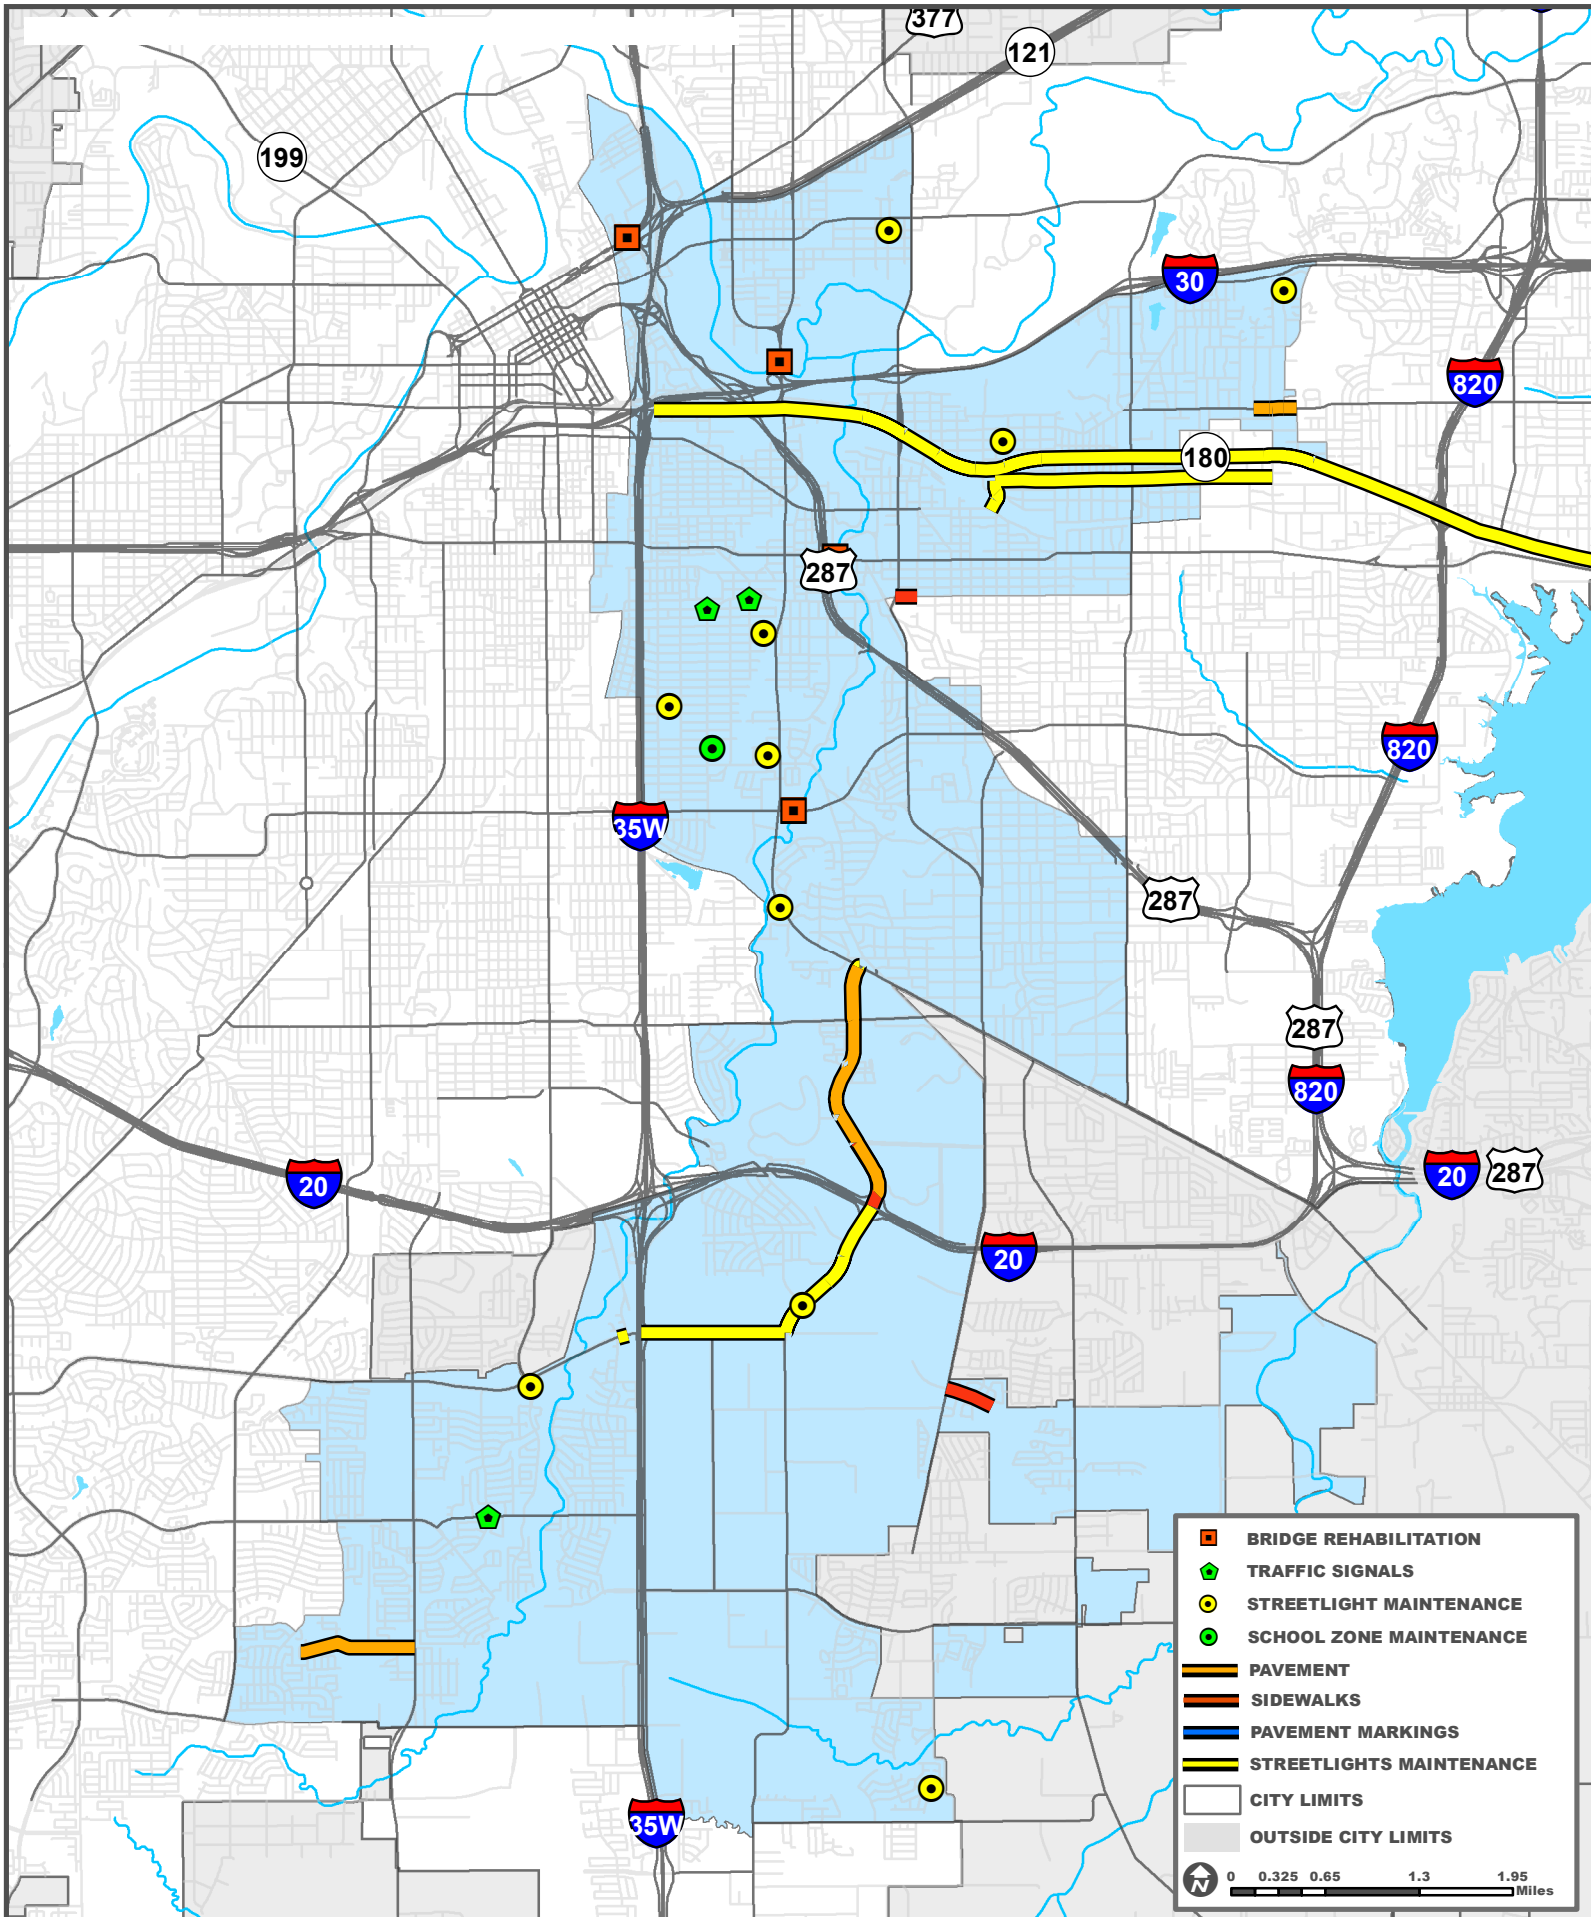 377
121
199
30
820
180
287
820
35W
287
287
820
20
20
287
20
35W
BRIDGE REHABILITATION
TRAFFIC SIGNALS
STREETLIGHT MAINTENANCE
SCHOOL ZONE MAINTENANCE
PAVEMENT
SIDEWALKS
PAVEMENT MARKINGS
STREETLIGHTS MAINTENANCE
CITY LIMITS
OUTSIDE CITY LIMITS
N
0 0.325 0.65 1.3 1.95
Miles